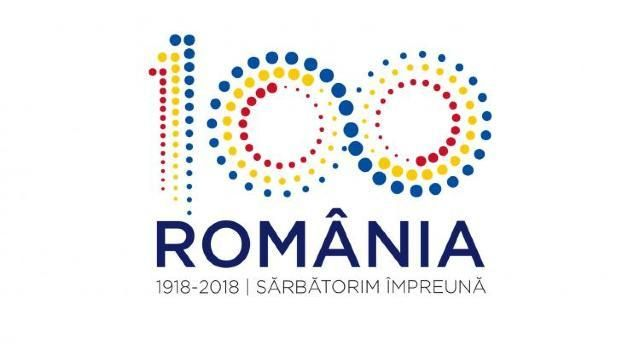 100
ROMÂNIA
1918-2018 | SĂRBĂTORIM ÎMPREUNĂ